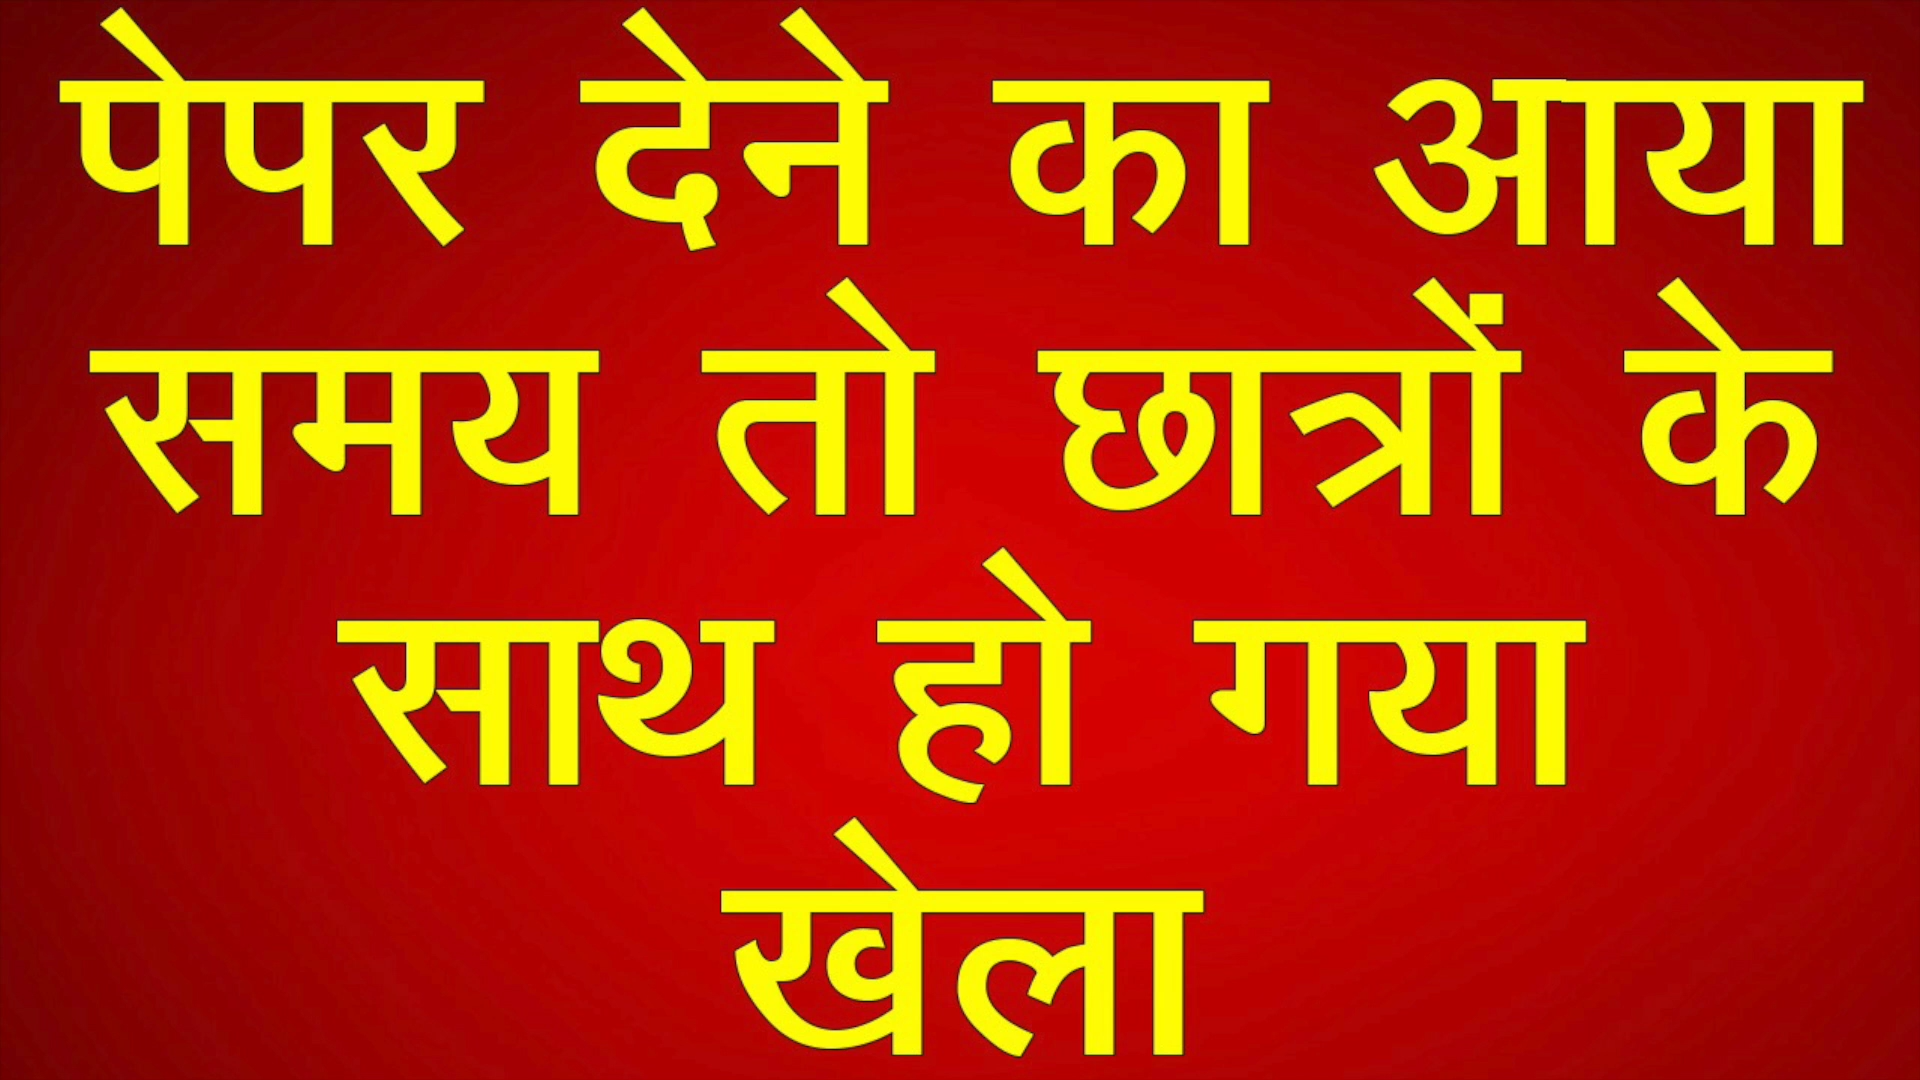 पेपर देने का आया
समय तो छात्रों के
साथ हो गया
खेला